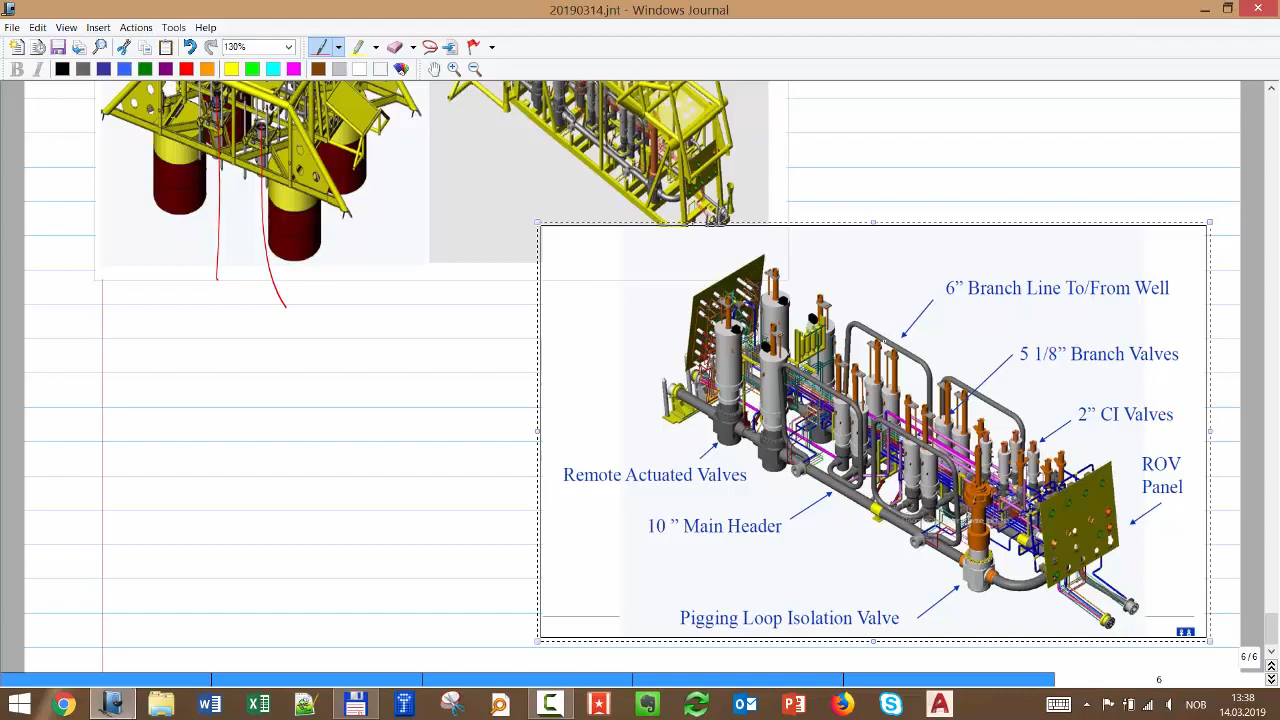 20190314.jnt - Windows Journal
File Edit View Insert Actions Tools Help
130%
B I
6” Branch Line To/From Well
5 1/8” Branch Valves
2” CI Valves
ROV
Panel
Remote Actuated Valves
10 ” Main Header
Pigging Loop Isolation Valve
6/6
6
NOB
13:38
14.03.2019